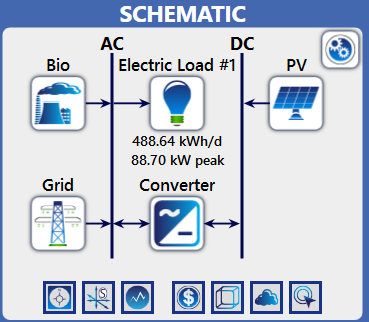 SCHEMATIC
AC DC
Bio Electric Load #1 PV
488.64 kWh/d
88.70 kW peak
Grid Converter